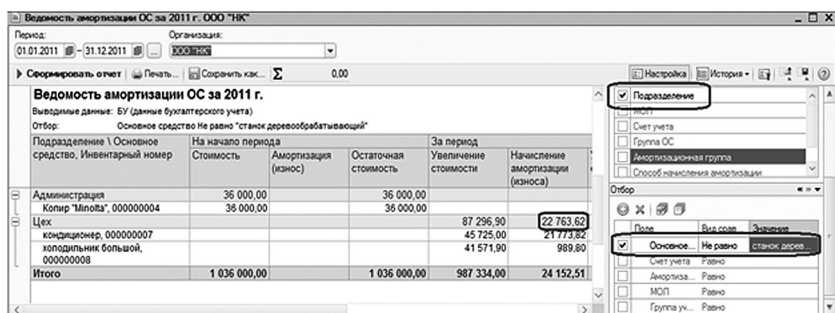 Ведомость амортизации ОС за 2011 г. ООО "НК"
Период: Организация:
01.01.2011 - 31.12.2011 ... ООО "НК"
Сформировать отчет Печать... Сохранить как... Σ 0,00 Настройка История
Ведомость амортизации ОС за 2011 г.
Выводимые данные: БУ (данные бухгалтерского учета)
Отбор: Основное средство Не равно "станок деревообрабатывающий"
Подразделение \ Основное средство, Инвентарный номер На начало периода За период
Стоимость Амортизация (износ) Остаточная стоимость Увеличение стоимости Начисление амортизации (износа)
Администрация 36 000,00 36 000,00
Копир "Minolta", 000000004 36 000,00 36 000,00
Цех 87 296,90 22 763,62
кондиционер, 000000007 45 725,00 21 773,82
холодильник большой, 000000008 41 571,90 989,80
Итого 1 036 000,00 1 036 000,00 987 334,00 24 152,51
Подразделение
МОЛ
Счет учета
Группа ОС
Амортизационная группа
Способ начисления амортизации
Отбор
Поле Вид срав... Значение
Основное... Не равно станок дерев...
Счет учета Равно
Амортиза... Равно
МОЛ Равно
Группа уч... Равно